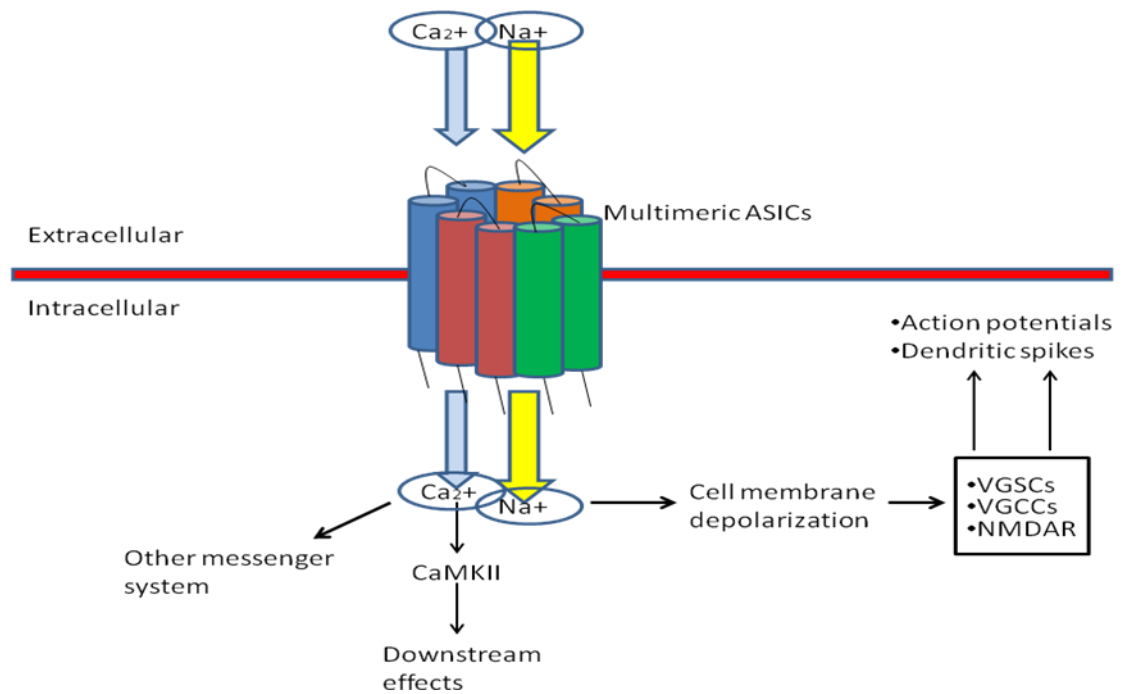 Ca2+ Na+
Multimeric ASICs
Extracellular
Intracellular
•Action potentials
•Dendritic spikes
Ca2+
Na+
Cell membrane
depolarization
•VGSCs
•VGCCs
•NMDAR
Other messenger
system
CaMKII
Downstream
effects